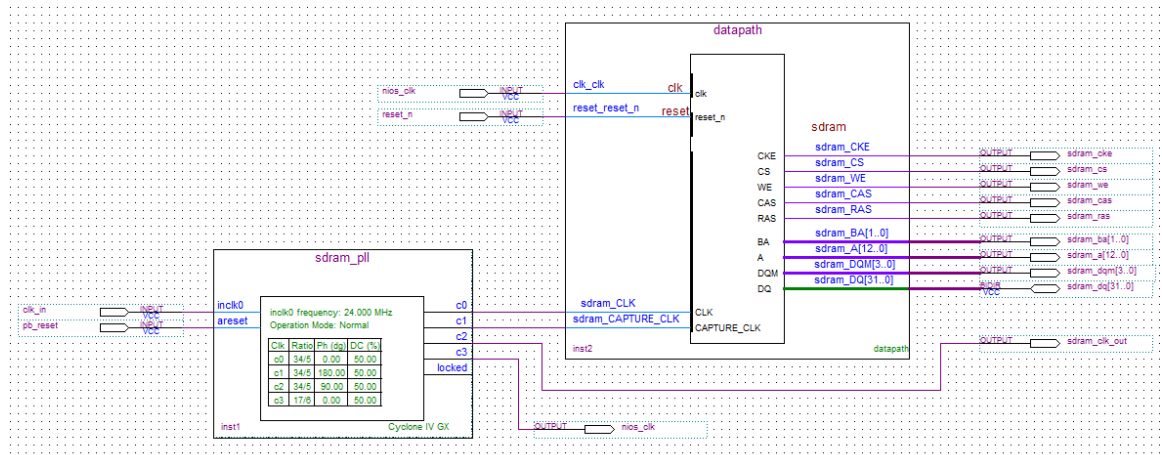 datapath
nios_clk INPUT VCC clk_clk clk clk
reset_n INPUT VCC reset_reset_n reset reset_n
sdram
CKE sdram_CKE OUTPUT sdram_cke
CS sdram_CS OUTPUT sdram_cs
WE sdram_WE OUTPUT sdram_we
CAS sdram_CAS OUTPUT sdram_cas
RAS sdram_RAS OUTPUT sdram_ras
BA sdram_BA[1..0] OUTPUT sdram_ba[1..0]
A sdram_A[12..0] OUTPUT sdram_a[12..0]
DQM sdram_DQM[3..0] OUTPUT sdram_dqm[3..0]
DQ sdram_DQ[31..0] BIDIR VCC sdram_dq[31..0]
sdram_pll
clk_in INPUT VCC inclk0 inclk0 frequency: 24.000 MHz c0 sdram_CLK CLK
pb_reset INPUT VCC areset Operation Mode: Normal c1 sdram_CAPTURE_CLK CAPTURE_CLK
c2 OUTPUT sdram_clk_out
c3
locked
inst2 datapath
Clk Ratio Ph (dg) DC (%)
c0 34/5 0.00 50.00
c1 34/5 180.00 50.00
c2 34/5 90.00 50.00
c3 17/6 0.00 50.00
inst1 Cyclone IV GX
OUTPUT nios_clk